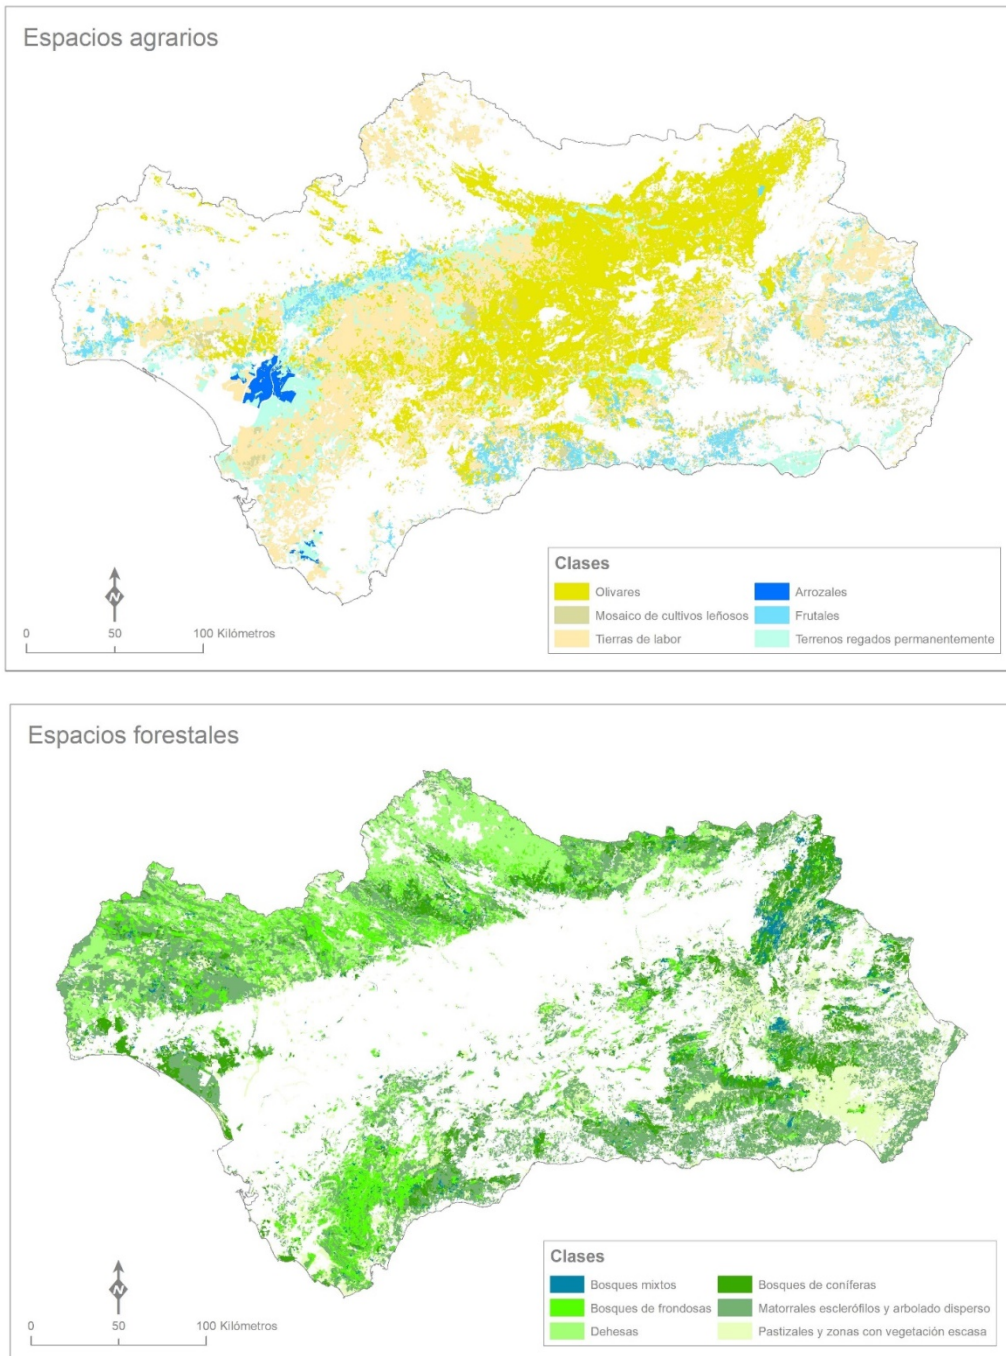 Espacios agrarios
N
0 50 100 Kilómetros
Clases
Olivares
Mosaico de cultivos leñosos
Tierras de labor
Arrozales
Frutales
Terrenos regados permanentemente
Espacios forestales
N
0 50 100 Kilómetros
Clases
Bosques mixtos
Bosques de frondosas
Dehesas
Bosques de coníferas
Matorrales esclerófilos y arbolado disperso
Pastizales y zonas con vegetación escasa